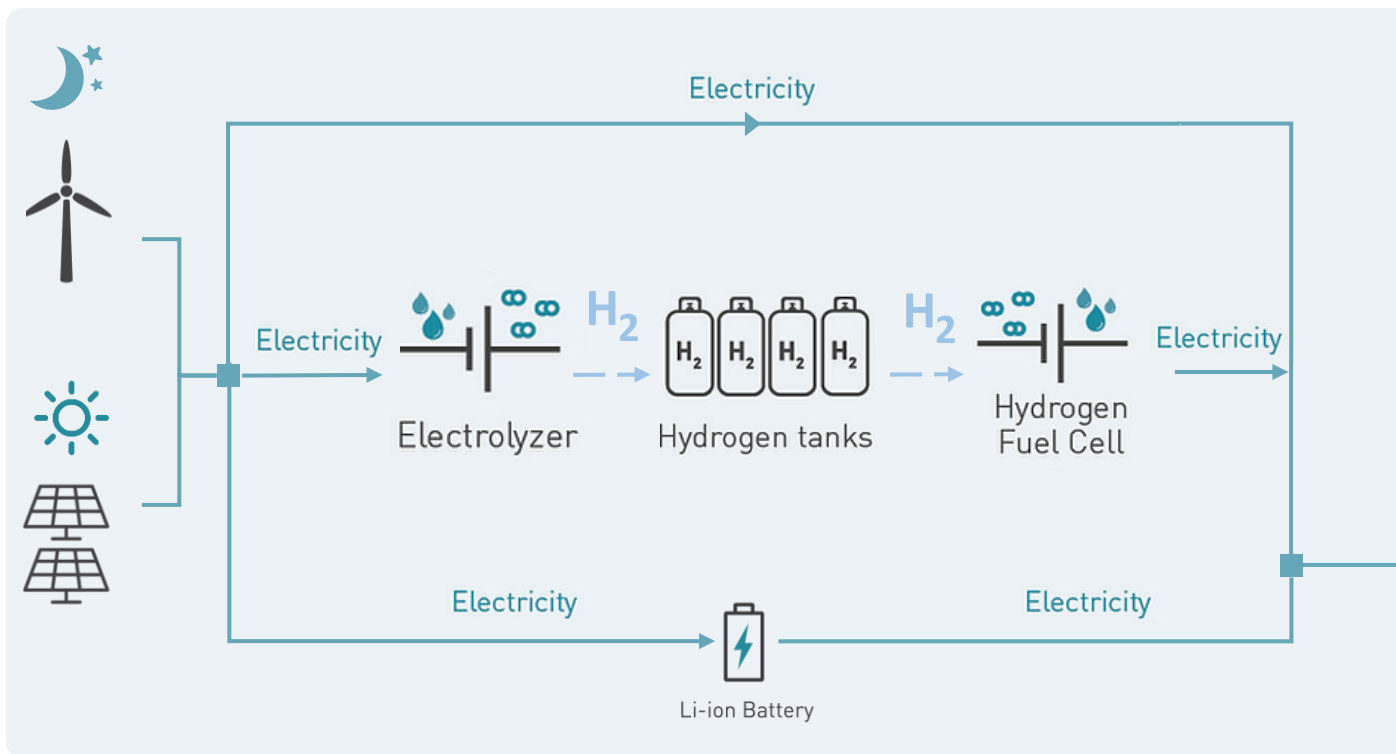 Electricity
Electricity
H₂
H₂
H₂
H₂
H₂
H₂
Electricity
Electrolyzer
Hydrogen tanks
Hydrogen
Fuel Cell
Electricity
Electricity
Li-ion Battery